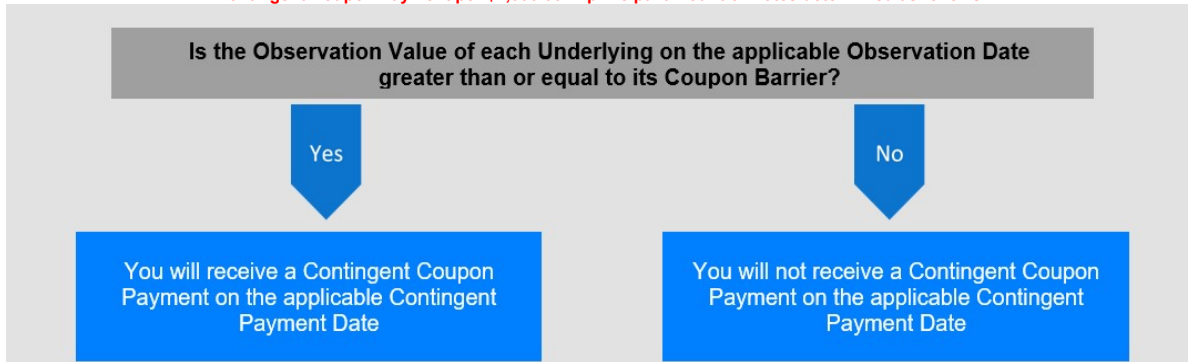 Is the Observation Value of each Underlying on the applicable Observation Date
greater than or equal to its Coupon Barrier?
Yes
No
You will receive a Contingent Coupon
Payment on the applicable Contingent
Payment Date
You will not receive a Contingent Coupon
Payment on the applicable Contingent
Payment Date